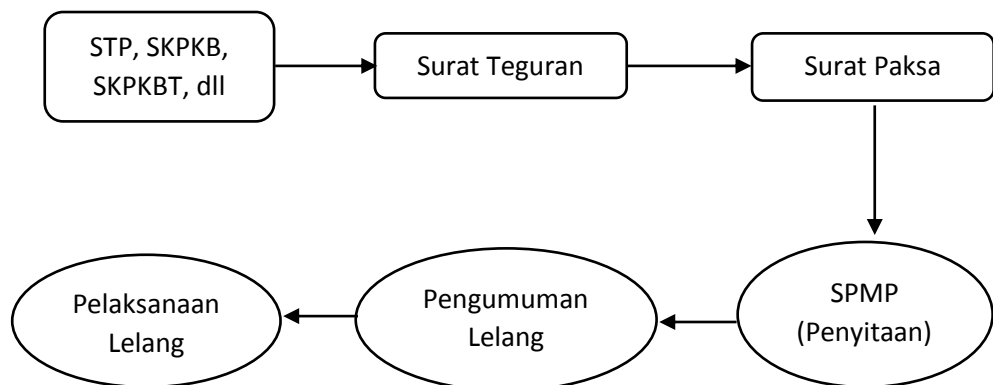 STP, SKPKB,
SKPKBT, dll
Surat Teguran
Surat Paksa
SPMP
(Penyitaan)
Pengumuman
Lelang
Pelaksanaan
Lelang